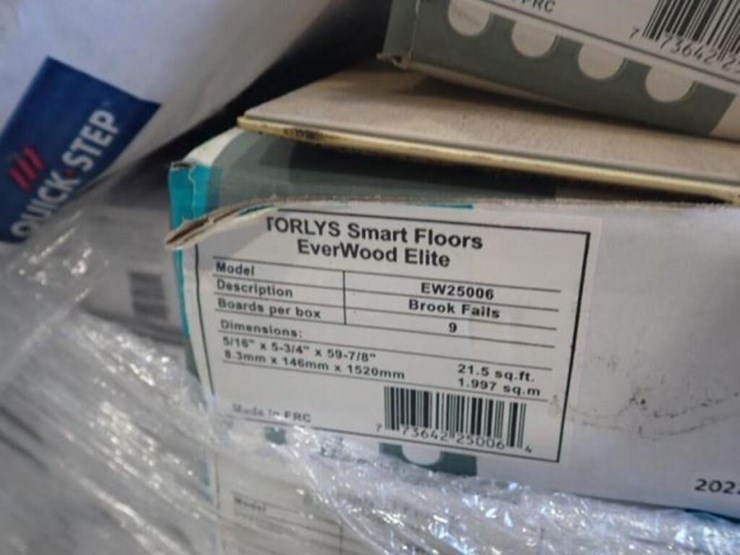 PRC
7 73642 25
QUICK-STEP
TORLYS Smart Floors
EverWood Elite
Model EW25006
Description Brook Falls
Boards per box 9
Dimensions:
5/16" x 5-3/4" x 59-7/8" 21.5 sq.ft.
8.3mm x 146mm x 1520mm 1.997 sq.m
Made in PRC
7 73642 25006 4
202
Model